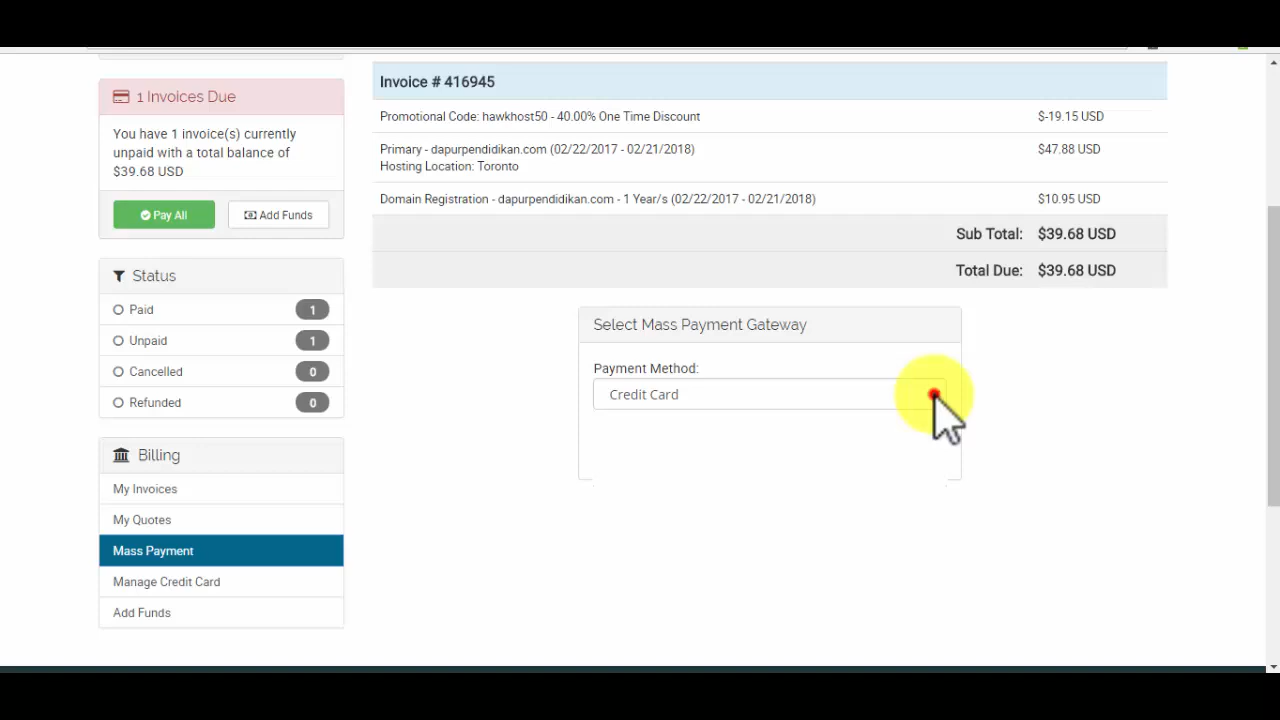 1 Invoices Due
You have 1 invoice(s) currently
unpaid with a total balance of
$39.68 USD
Pay All
Add Funds
Status
Paid 1
Unpaid 1
Cancelled 0
Refunded 0
Billing
My Invoices
My Quotes
Mass Payment
Manage Credit Card
Add Funds
Invoice # 416945
Promotional Code: hawkhost50 - 40.00% One Time Discount $-19.15 USD
Primary - dapurpendidikan.com (02/22/2017 - 02/21/2018) $47.88 USD
Hosting Location: Toronto
Domain Registration - dapurpendidikan.com - 1 Year/s (02/22/2017 - 02/21/2018) $10.95 USD
Sub Total: $39.68 USD
Total Due: $39.68 USD
Select Mass Payment Gateway
Payment Method:
Credit Card